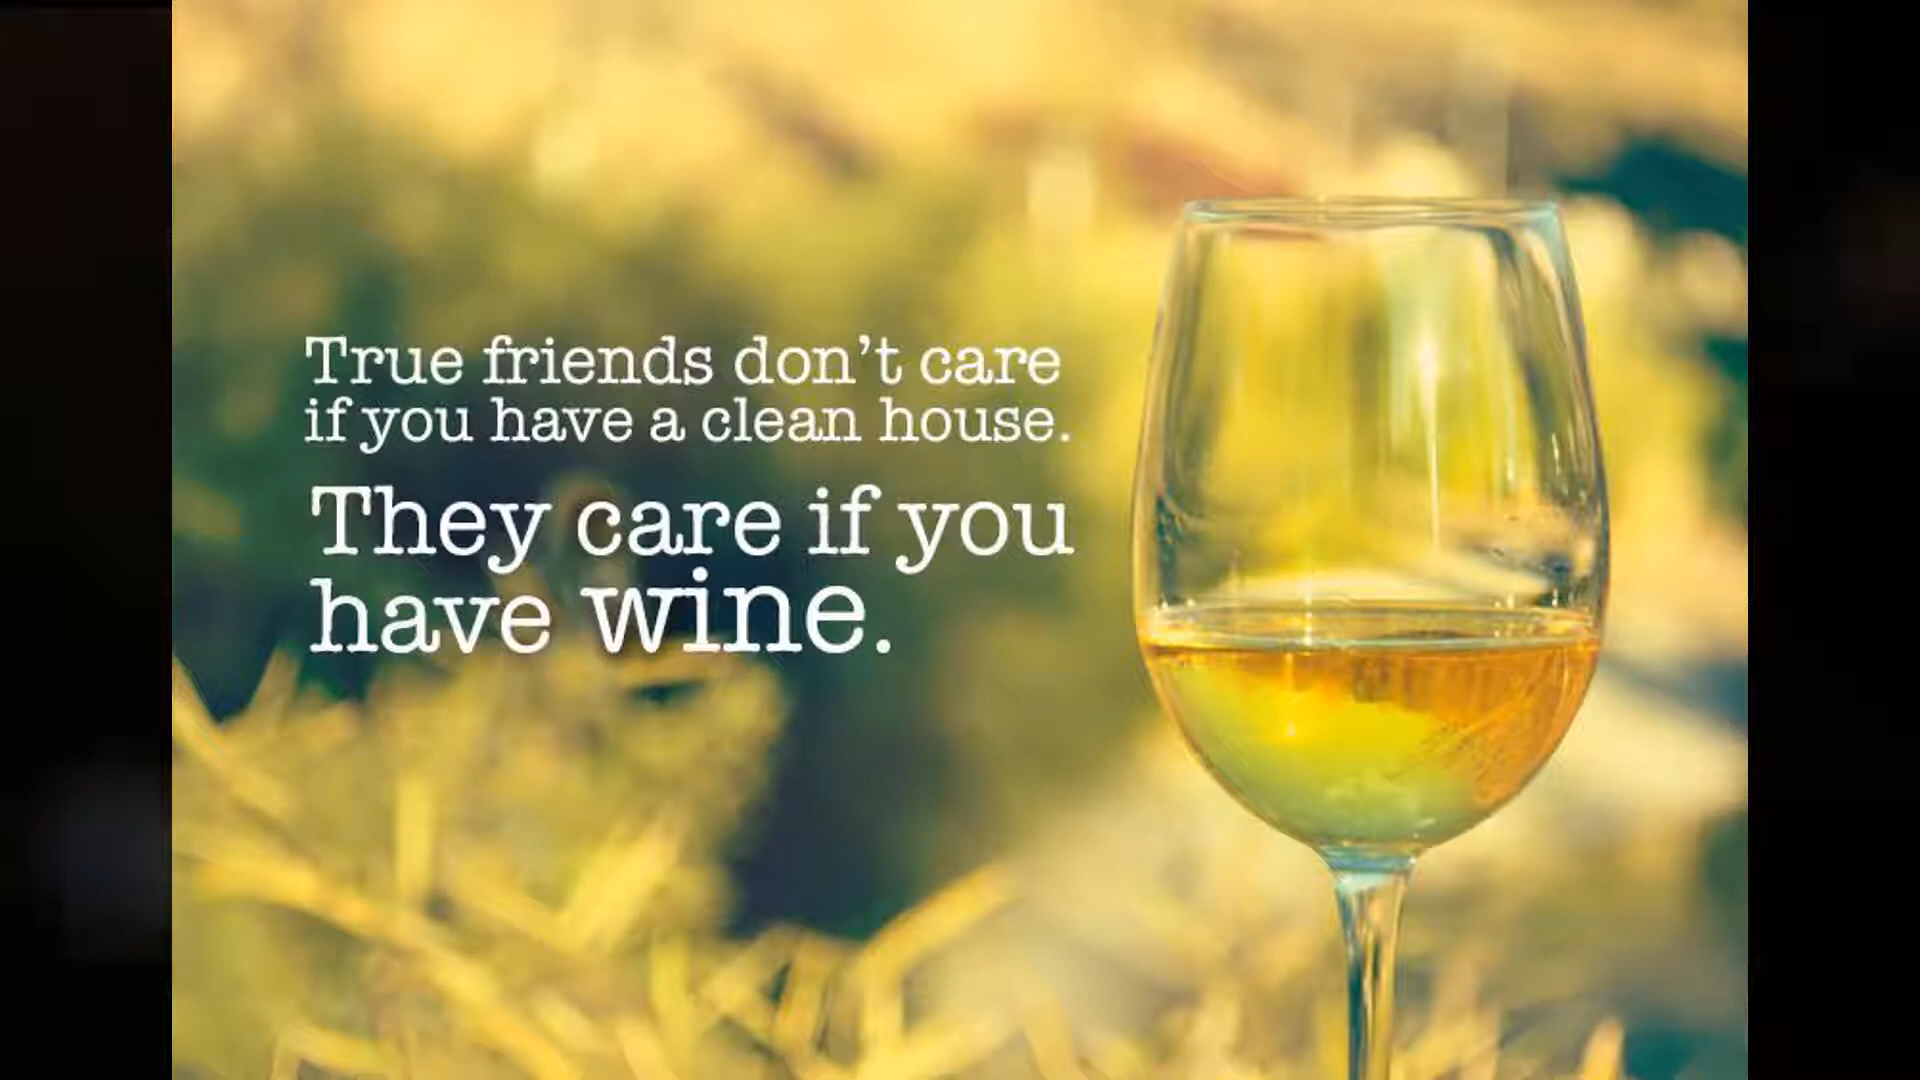 True friends don’t care
if you have a clean house.
They care if you
have wine.